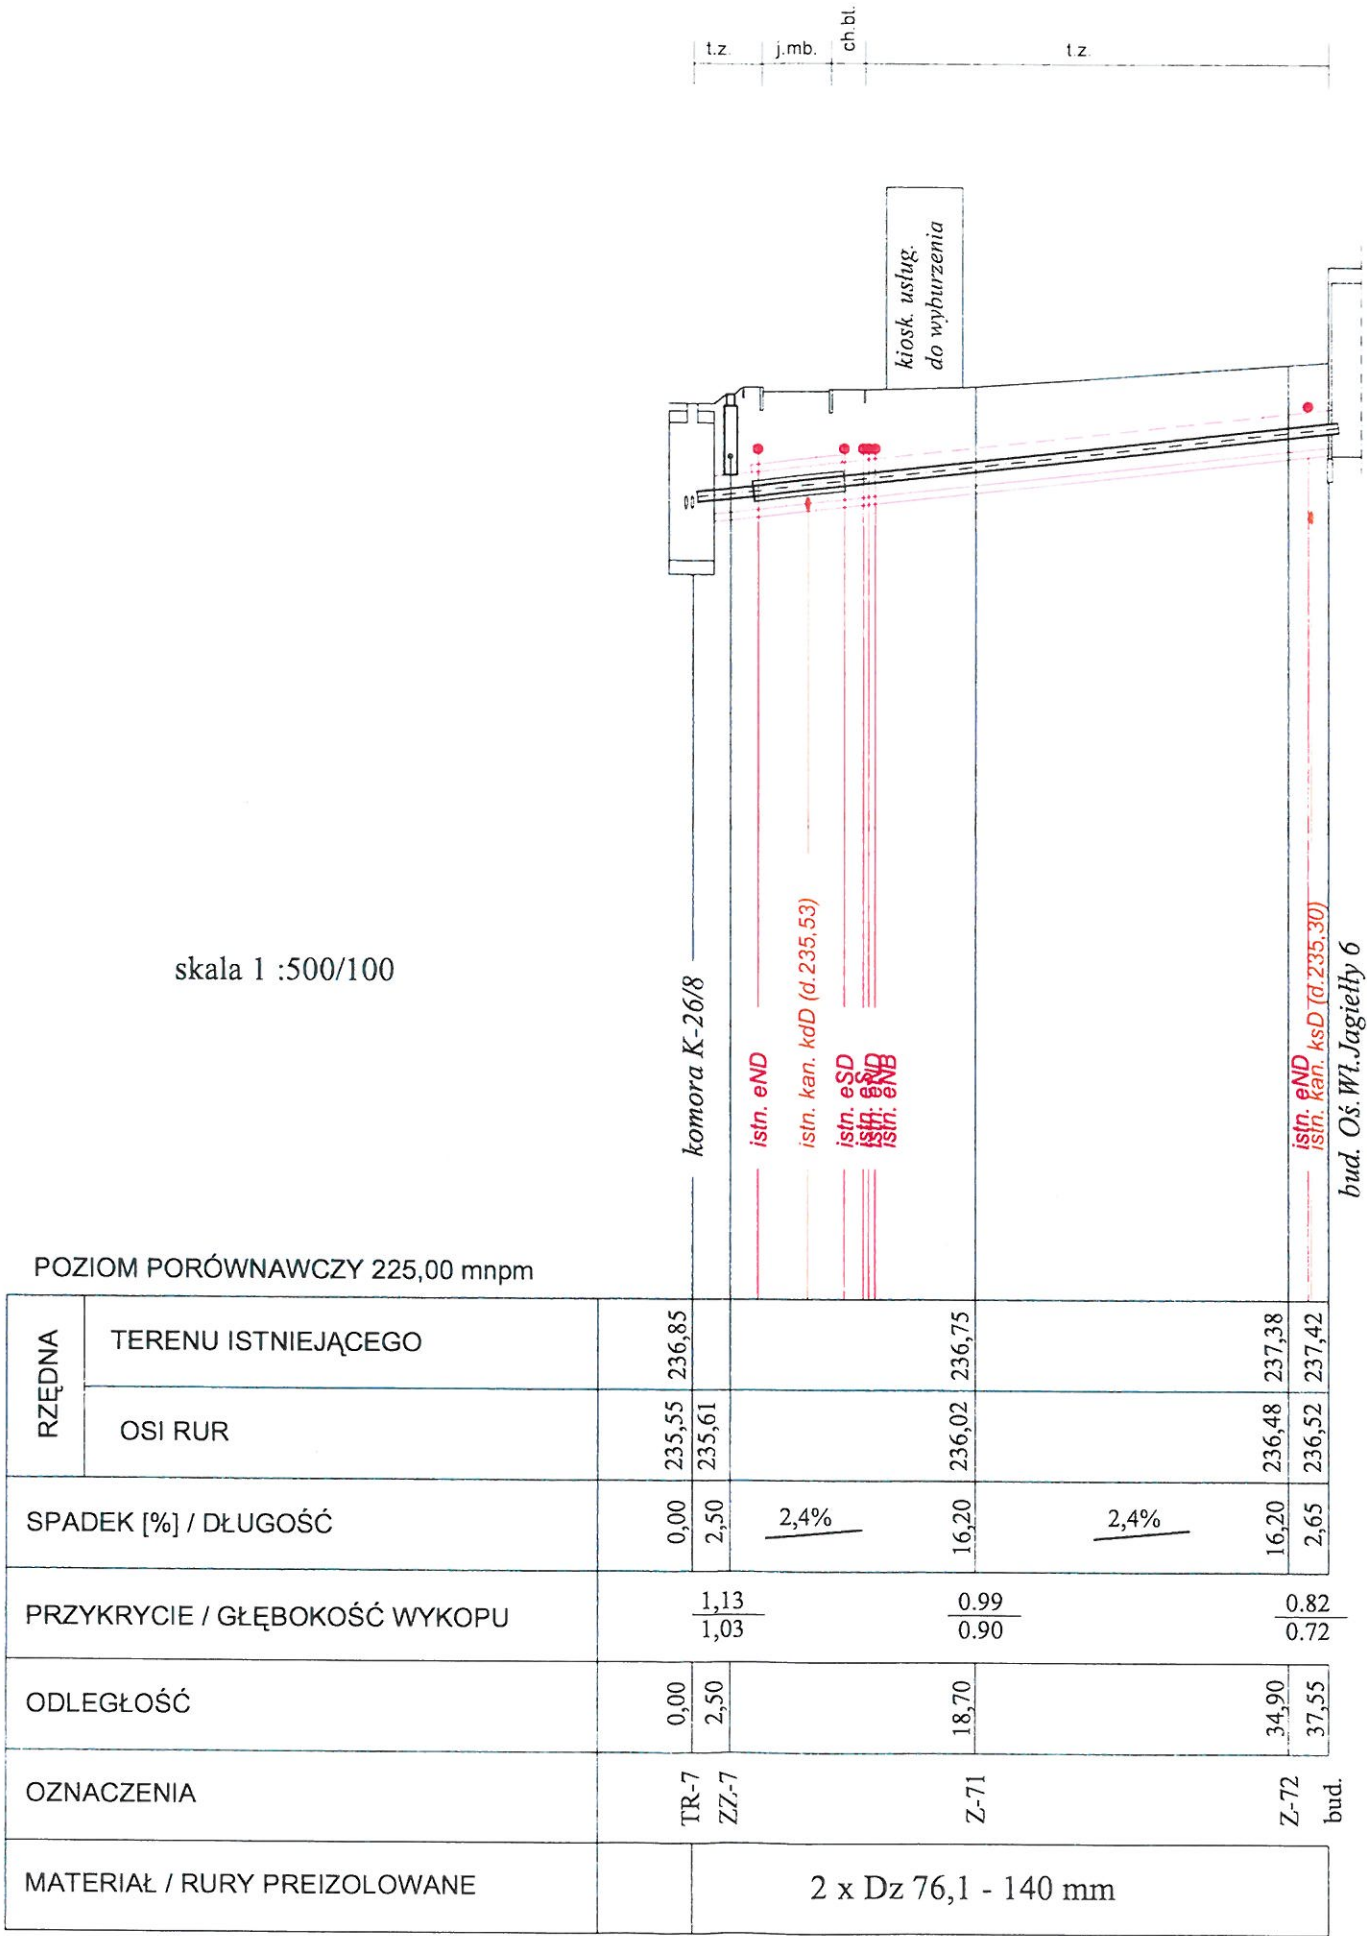 t.z.
j.mb.
ch.bt.
t.z.
kiosk. usług.
do wyburzenia
skala 1 :500/100
komora K-26/8
istn. eND
istn. kan. kdD (d.235,53)
istn. eSD
istn. eNB
istn. eND
istn. kan. ksD (d.235,30)
bud. Oś.Wł.Jagiełły 6
POZIOM PORÓWNAWCZY 225,00 mnpm
RZĘDNA
TERENU ISTNIEJĄCEGO
236,85
236,75
237,38
237,42
OSI RUR
235,55
235,61
236,02
236,48
236,52
SPADEK [%] / DŁUGOŚĆ
0,00
2,50
2,4%
16,20
2,4%
16,20
2,65
PRZYKRYCIE / GŁĘBOKOŚĆ WYKOPU
1,13
1,03
0.99
0.90
0.82
0.72
ODLEGŁOŚĆ
0,00
2,50
18,70
34,90
37,55
OZNACZENIA
TR-7
ZZ-7
Z-71
Z-72
bud.
MATERIAŁ / RURY PREIZOLOWANE
2 x Dz 76,1 - 140 mm